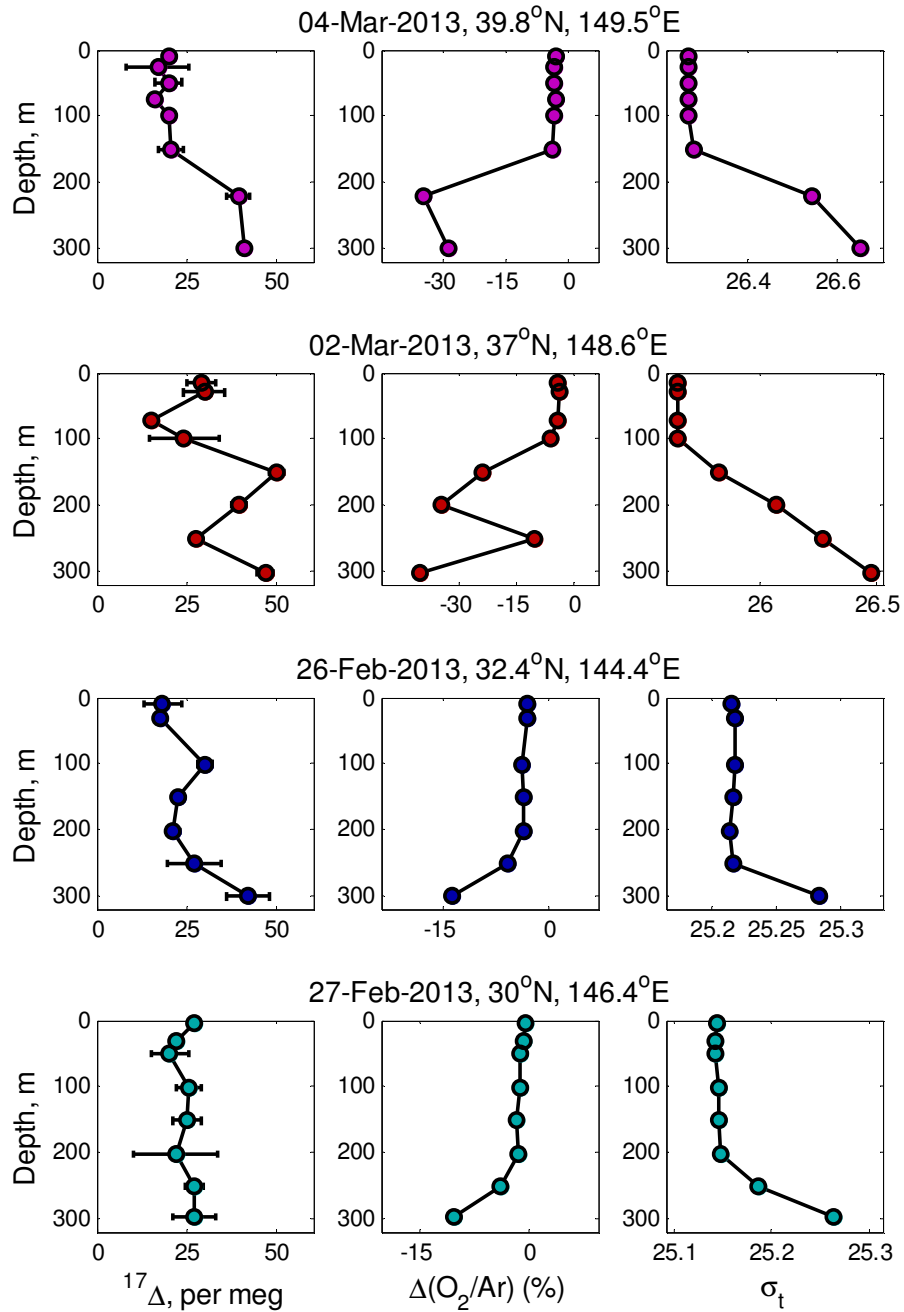 04-Mar-2013, 39.8°N, 149.5°E
Depth, m
0
100
200
300
0 25 50
-30 -15 0
26.4 26.6
02-Mar-2013, 37°N, 148.6°E
Depth, m
0
100
200
300
0 25 50
-30 -15 0
26 26.5
26-Feb-2013, 32.4°N, 144.4°E
Depth, m
0
100
200
300
0 25 50
-15 0
25.2 25.25 25.3
27-Feb-2013, 30°N, 146.4°E
Depth, m
0
100
200
300
0 25 50
-15 0
25.1 25.2 25.3
¹⁷Δ, per meg Δ(O₂/Ar) (%) σₜ